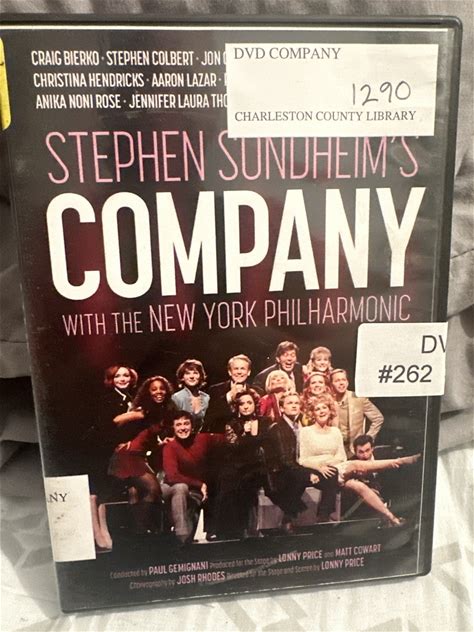 CRAIG BIERKO · STEPHEN COLBERT · JON
DVD COMPANY
1290
CHARLESTON COUNTY LIBRARY
CHRISTINA HENDRICKS · AARON LAZAR ·
ANIKA NONI ROSE · JENNIFER LAURA THO
STEPHEN SONDHEIM'S
COMPANY
WITH THE NEW YORK PHILHARMONIC
DV
#262
ANY
Conducted by PAUL GEMIGNANI Produced for the Stage by LONNY PRICE and MATT COWART
Choreography by JOSH RHODES Directed for the Stage and Screen by LONNY PRICE